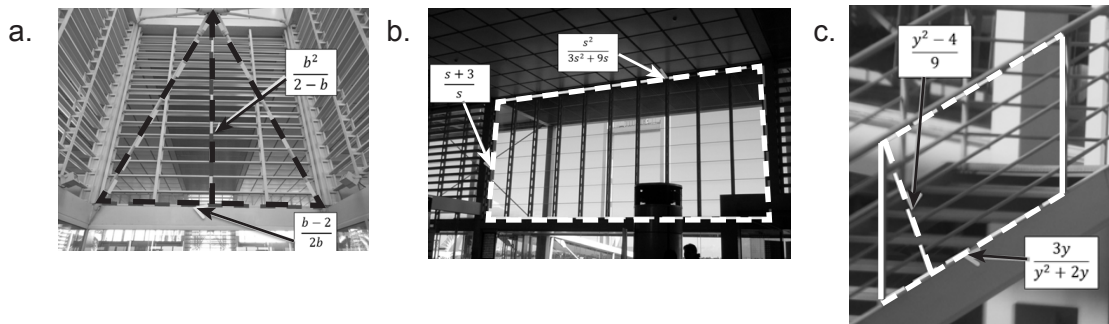 a.
b²
2 − b
b − 2
2b
b.
s²
3s² + 9s
s + 3
s
c.
y² − 4
9
3y
y² + 2y